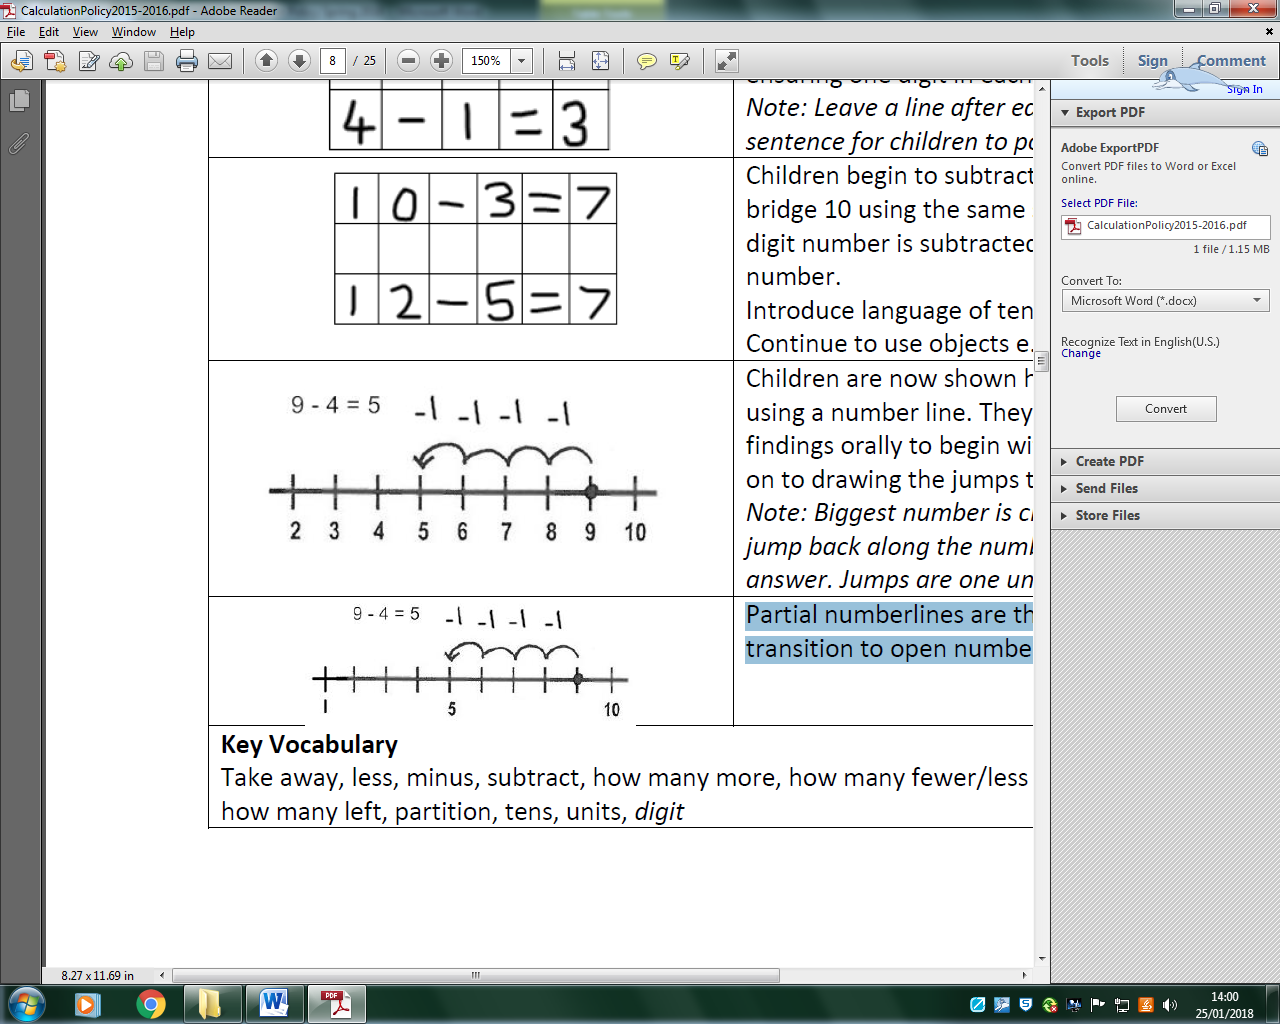 CalculationPolicy2015-2016.pdf - Adobe Reader
File Edit View Window Help
8 / 25 150% Tools Sign Comment
Sign In
4 - 1 = 3
ensuring one digit in each
Note: Leave a line after ea
sentence for children to po
10 - 3 = 7
12 - 5 = 7
Children begin to subtract
bridge 10 using the same
digit number is subtracted
number.
Introduce language of ten
Continue to use objects e.
9 - 4 = 5 -1 -1 -1 -1
2 3 4 5 6 7 8 9 10
Children are now shown h
using a number line. They
findings orally to begin wi
on to drawing the jumps t
Note: Biggest number is ci
jump back along the numb
answer. Jumps are one un
9 - 4 = 5 -1 -1 -1 -1
1 5 10
Partial numberlines are th
transition to open numbe
Key Vocabulary
Take away, less, minus, subtract, how many more, how many fewer/less
how many left, partition, tens, units, digit
8.27 x 11.69 in
Export PDF
Adobe ExportPDF
Convert PDF files to Word or Excel
online.
Select PDF File:
CalculationPolicy2015-2016.pdf
1 file / 1.15 MB
Convert To:
Microsoft Word (*.docx)
Recognize Text in English(U.S.)
Change
Convert
Create PDF
Send Files
Store Files
14:00
25/01/2018